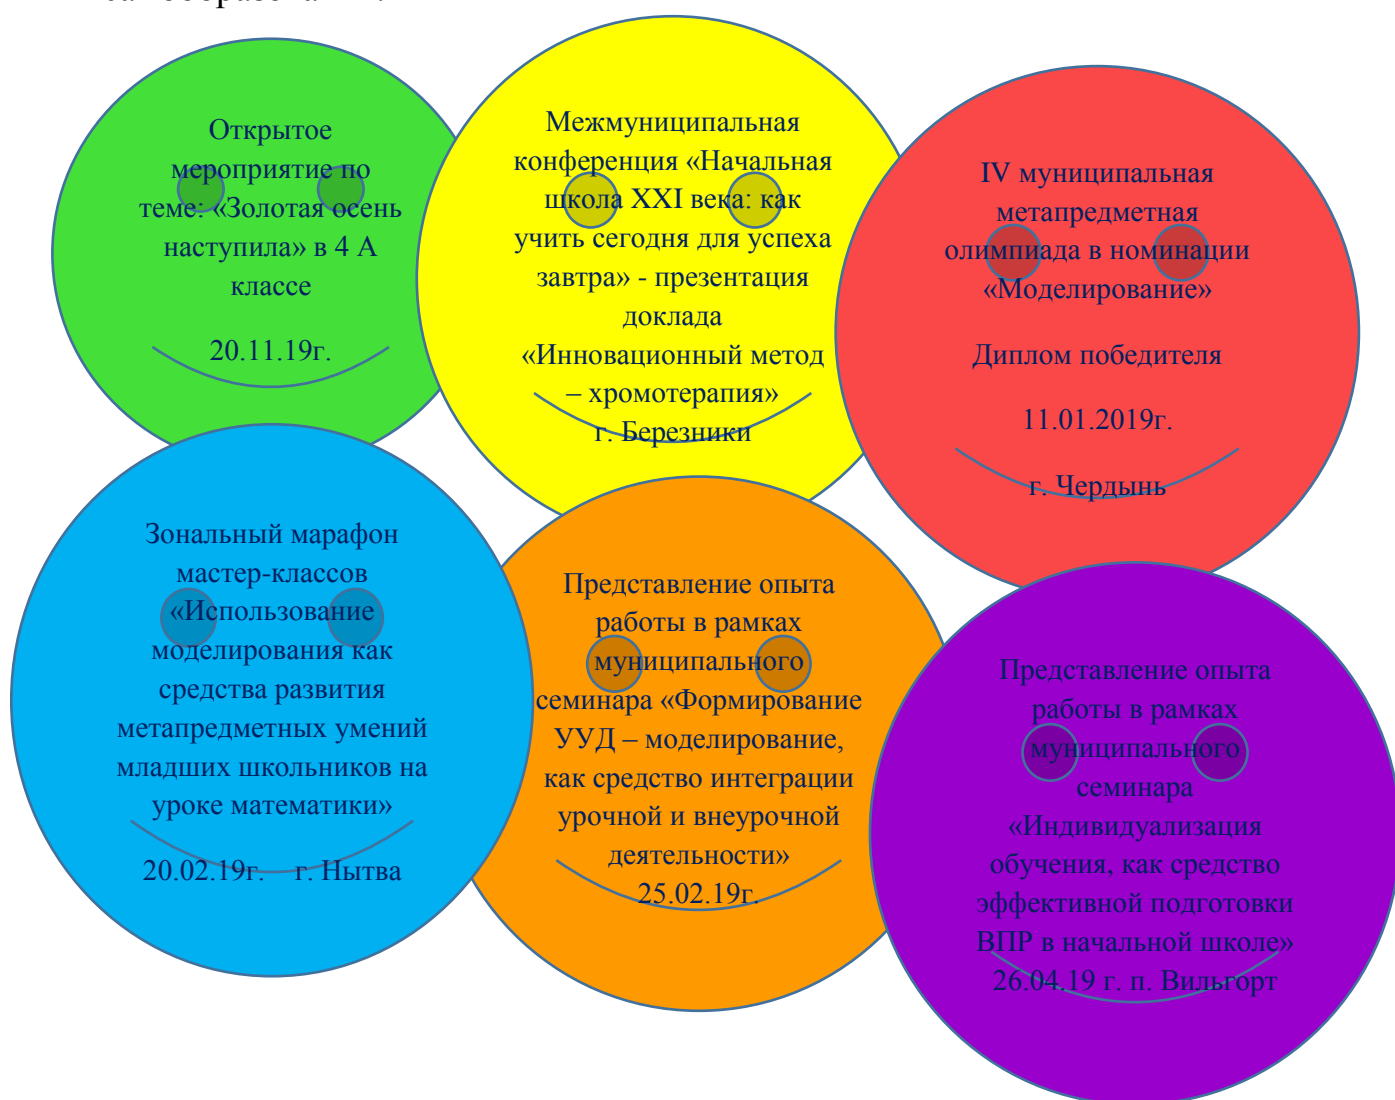 Открытое
мероприятие по
теме: «Золотая осень
наступила» в 4 А
классе
20.11.19г.
Межмуниципальная
конференция «Начальная
школа XXI века: как
учить сегодня для успеха
завтра» - презентация
доклада
«Инновационный метод
– хромотерапия»
г. Березники
IV муниципальная
метапредметная
олимпиада в номинации
«Моделирование»
Диплом победителя
11.01.2019г.
г. Чердынь
Зональный марафон
мастер-классов
«Использование
моделирования как
средства развития
метапредметных умений
младших школьников на
уроке математики»
20.02.19г. г. Нытва
Представление опыта
работы в рамках
муниципального
семинара «Формирование
УУД – моделирование,
как средство интеграции
урочной и внеурочной
деятельности»
25.02.19г.
Представление опыта
работы в рамках
муниципального
семинара
«Индивидуализация
обучения, как средство
эффективной подготовки
ВПР в начальной школе»
26.04.19 г. п. Вильгорт